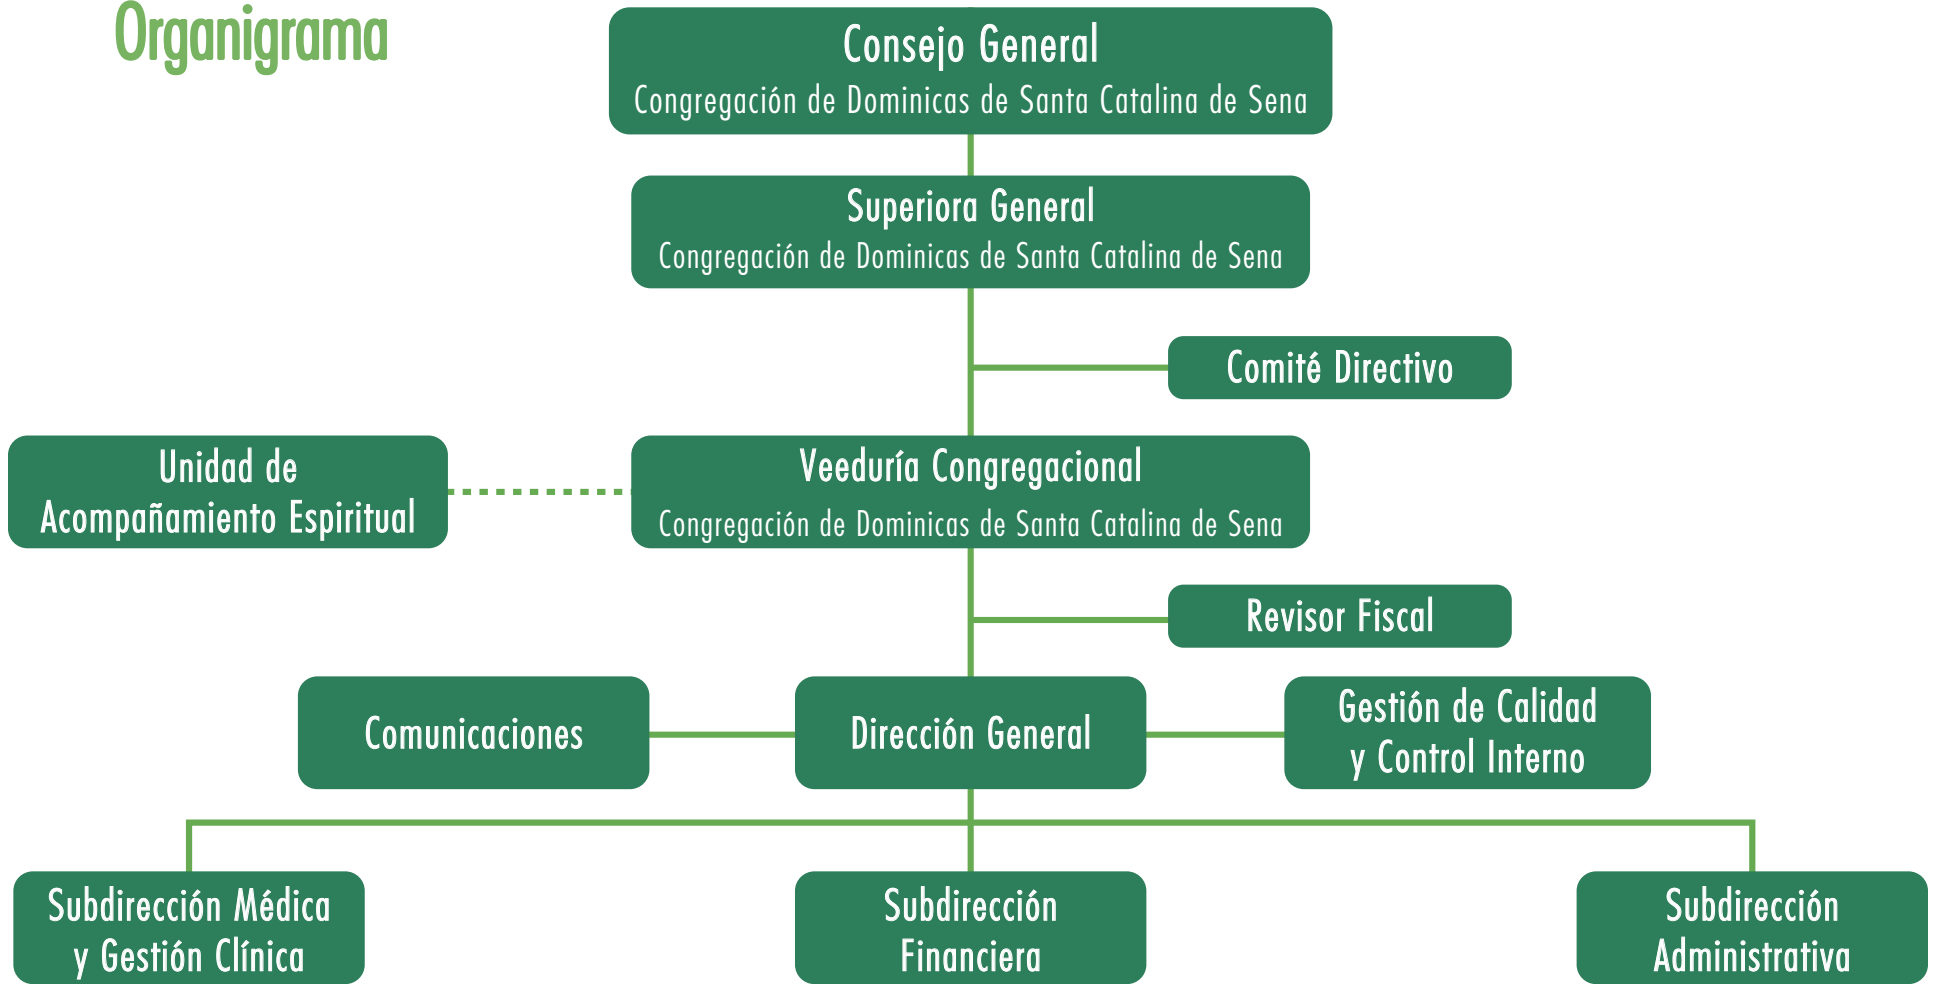 Organigrama
Consejo General
Congregación de Dominicas de Santa Catalina de Sena
Superiora General
Congregación de Dominicas de Santa Catalina de Sena
Comité Directivo
Unidad de
Acompañamiento Espiritual
Veeduría Congregacional
Congregación de Dominicas de Santa Catalina de Sena
Revisor Fiscal
Comunicaciones
Dirección General
Gestión de Calidad
y Control Interno
Subdirección Médica
y Gestión Clínica
Subdirección
Financiera
Subdirección
Administrativa